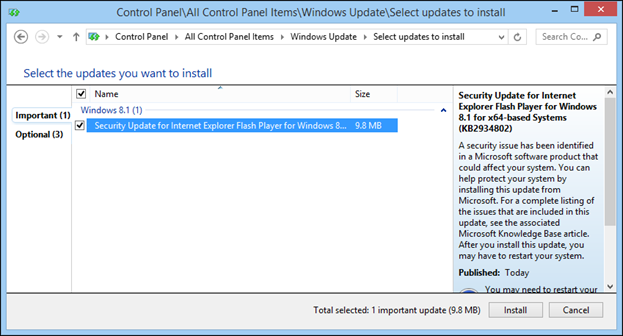 Control Panel\All Control Panel Items\Windows Update\Select updates to install
Control Panel
All Control Panel Items
Windows Update
Select updates to install
Search Co...
Select the updates you want to install
Name
Size
Important (1)
Optional (3)
Windows 8.1 (1)
Security Update for Internet Explorer Flash Player for Windows 8...
9.8 MB
Security Update for Internet
Explorer Flash Player for Windows
8.1 for x64-based Systems
(KB2934802)
A security issue has been identified
in a Microsoft software product
that could affect your system. You
can help protect your system by
installing this update from
Microsoft. For a complete listing of
the issues that are included in this
update, see the associated
Microsoft Knowledge Base article.
After you install this update, you
may have to restart your system.
Published: Today
You may need to restart your
Total selected: 1 important update (9.8 MB)
Install
Cancel